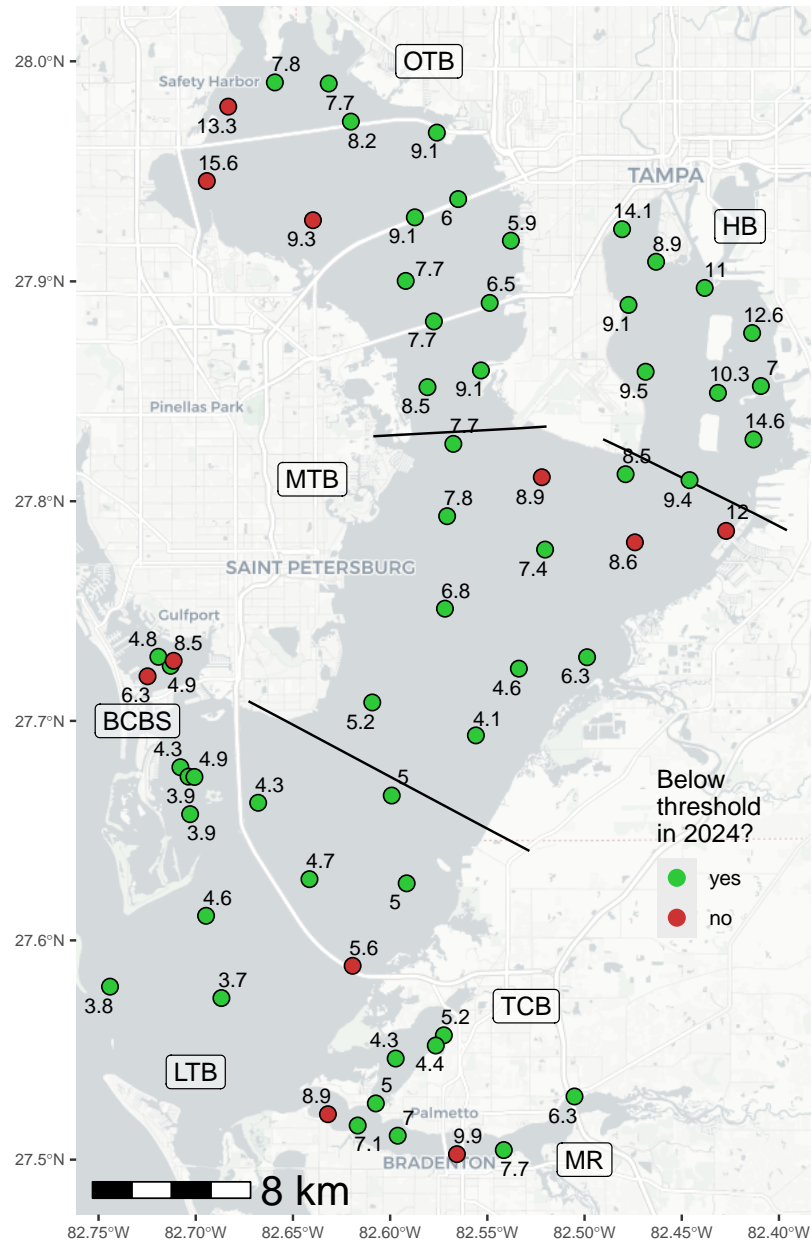 28.0°N
27.9°N
27.8°N
27.7°N
27.6°N
27.5°N
7.8
OTB
Safety Harbor
7.7
13.3
8.2
9.1
15.6
TAMPA
6
14.1
HB
9.3
9.1
5.9
8.9
11
7.7
6.5
9.1
12.6
7.7
9.1
9.5
10.3
7
Pinellas Park
8.5
7.7
14.6
MTB
8.9
8.5
9.4
7.8
12
7.4
8.6
SAINT PETERSBURG
6.8
Gulfport
4.8
8.5
6.3
4.9
4.6
6.3
5.2
BCBS
4.1
4.3
4.9
3.9
4.3
5
3.9
Below
threshold
in 2024?
yes
no
4.7
5
4.6
5.6
3.8
3.7
TCB
5.2
4.3
4.4
LTB
5
8.9
6.3
7.1
7
Palmetto
9.9
BRADENTON
7.7
MR
8 km
82.75°W
82.70°W
82.65°W
82.60°W
82.55°W
82.50°W
82.45°W
82.40°W